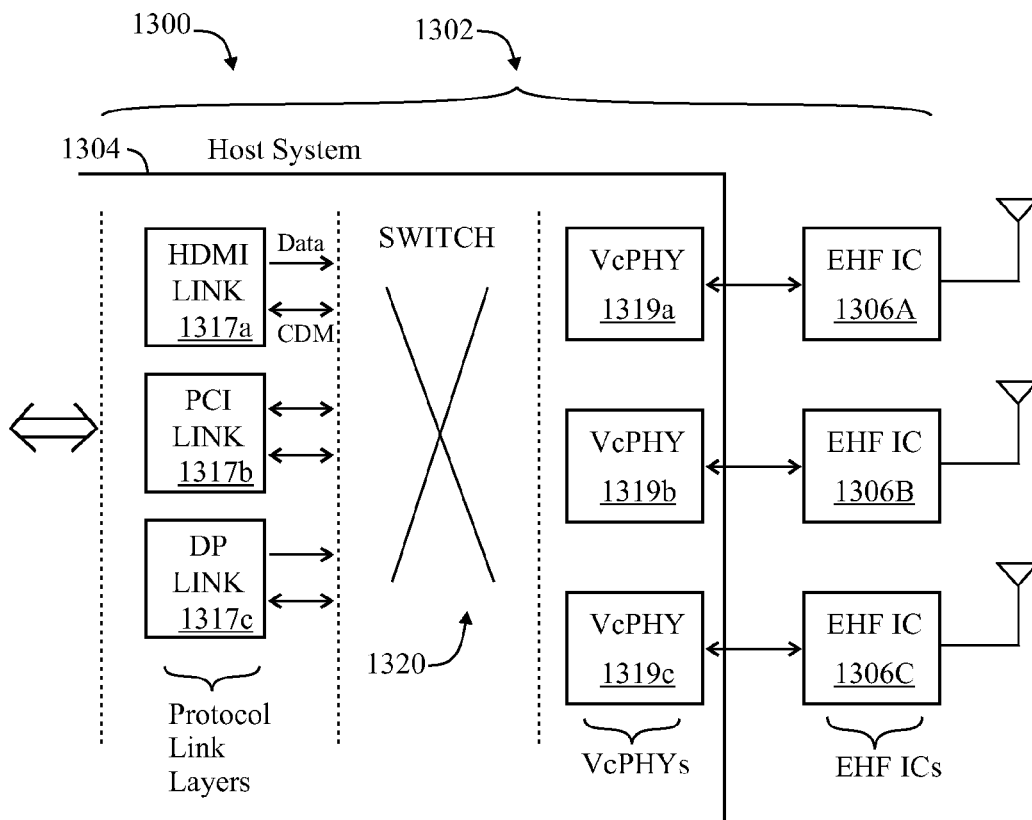 1300
1302
1304
Host System
HDMI
LINK
1317a
Data
CDM
SWITCH
VcPHY
1319a
EHF IC
1306A
PCI
LINK
1317b
VcPHY
1319b
EHF IC
1306B
DP
LINK
1317c
1320
VcPHY
1319c
EHF IC
1306C
Protocol
Link
Layers
VcPHYs
EHF ICs